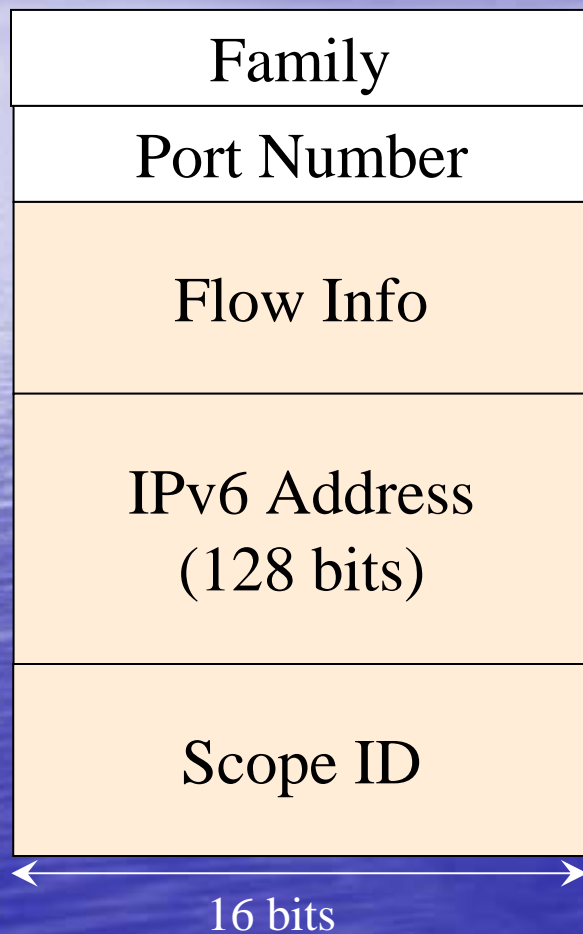 Family
Port Number
Flow Info
IPv6 Address
(128 bits)
Scope ID
16 bits